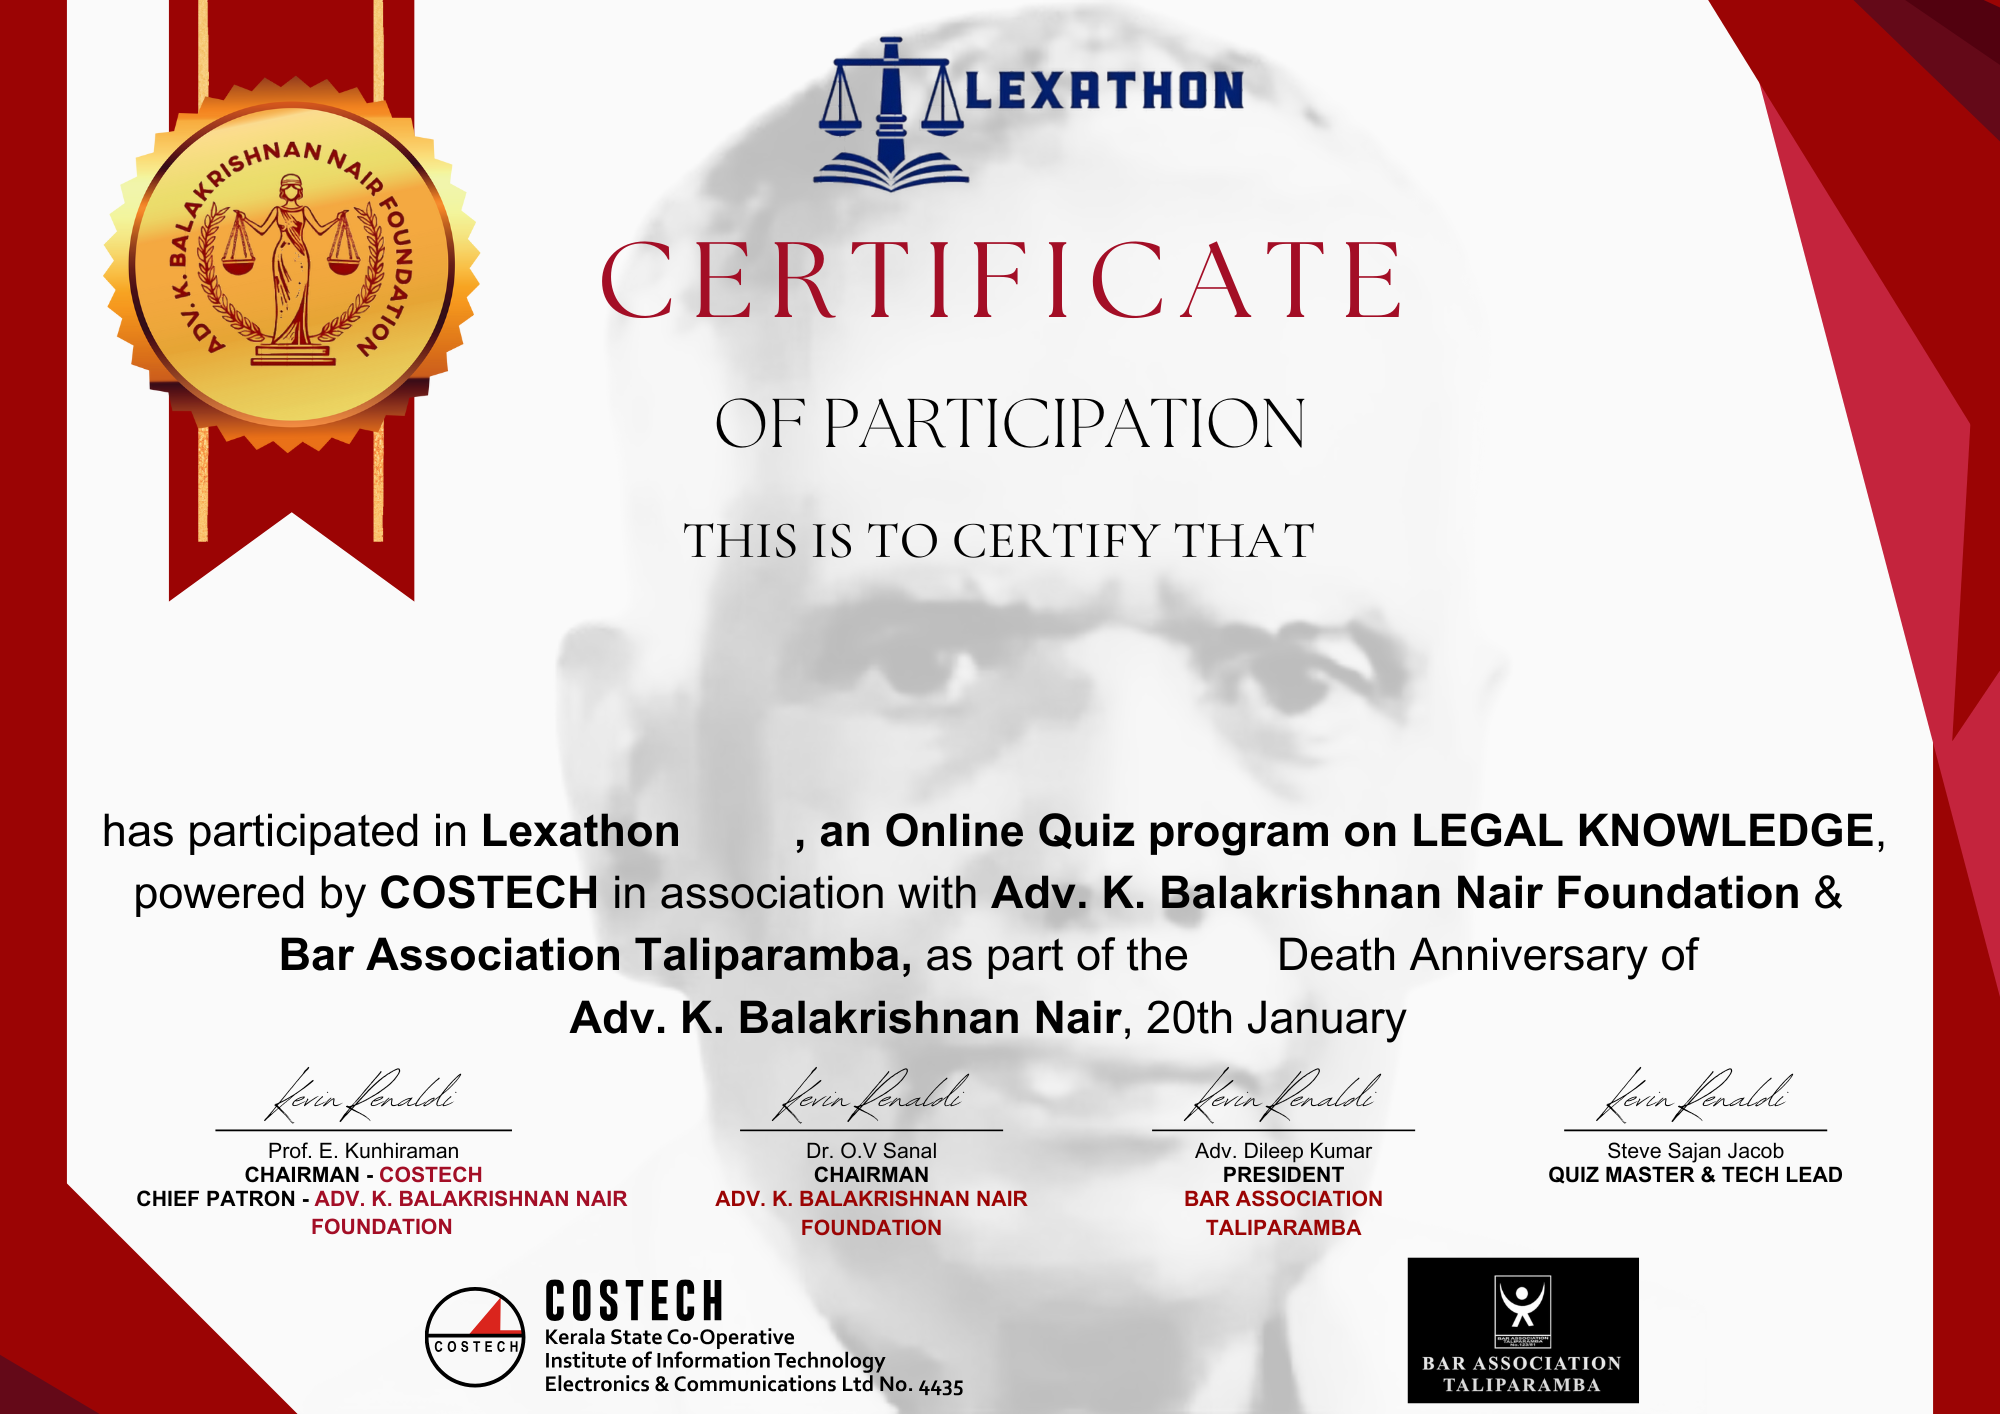 LEXATHON
ADV. K. BALAKRISHNAN NAIR FOUNDATION
CERTIFICATE
OF PARTICIPATION
THIS IS TO CERTIFY THAT
has participated in Lexathon , an Online Quiz program on LEGAL KNOWLEDGE,
powered by COSTECH in association with Adv. K. Balakrishnan Nair Foundation &
Bar Association Taliparamba, as part of the Death Anniversary of
Adv. K. Balakrishnan Nair, 20th January
Kevin Renaldi Kevin Renaldi Kevin Renaldi Kevin Renaldi
Prof. E. Kunhiraman
CHAIRMAN - COSTECH
CHIEF PATRON - ADV. K. BALAKRISHNAN NAIR
FOUNDATION
Dr. O.V Sanal
CHAIRMAN
ADV. K. BALAKRISHNAN NAIR
FOUNDATION
Adv. Dileep Kumar
PRESIDENT
BAR ASSOCIATION
TALIPARAMBA
Steve Sajan Jacob
QUIZ MASTER & TECH LEAD
COSTECH
COSTECH
Kerala State Co-Operative
Institute of Information Technology
Electronics & Communications Ltd No. 4435
BAR ASSOCIATION
TALIPARAMBA
BAR ASSOCIATION
TALIPARAMBA